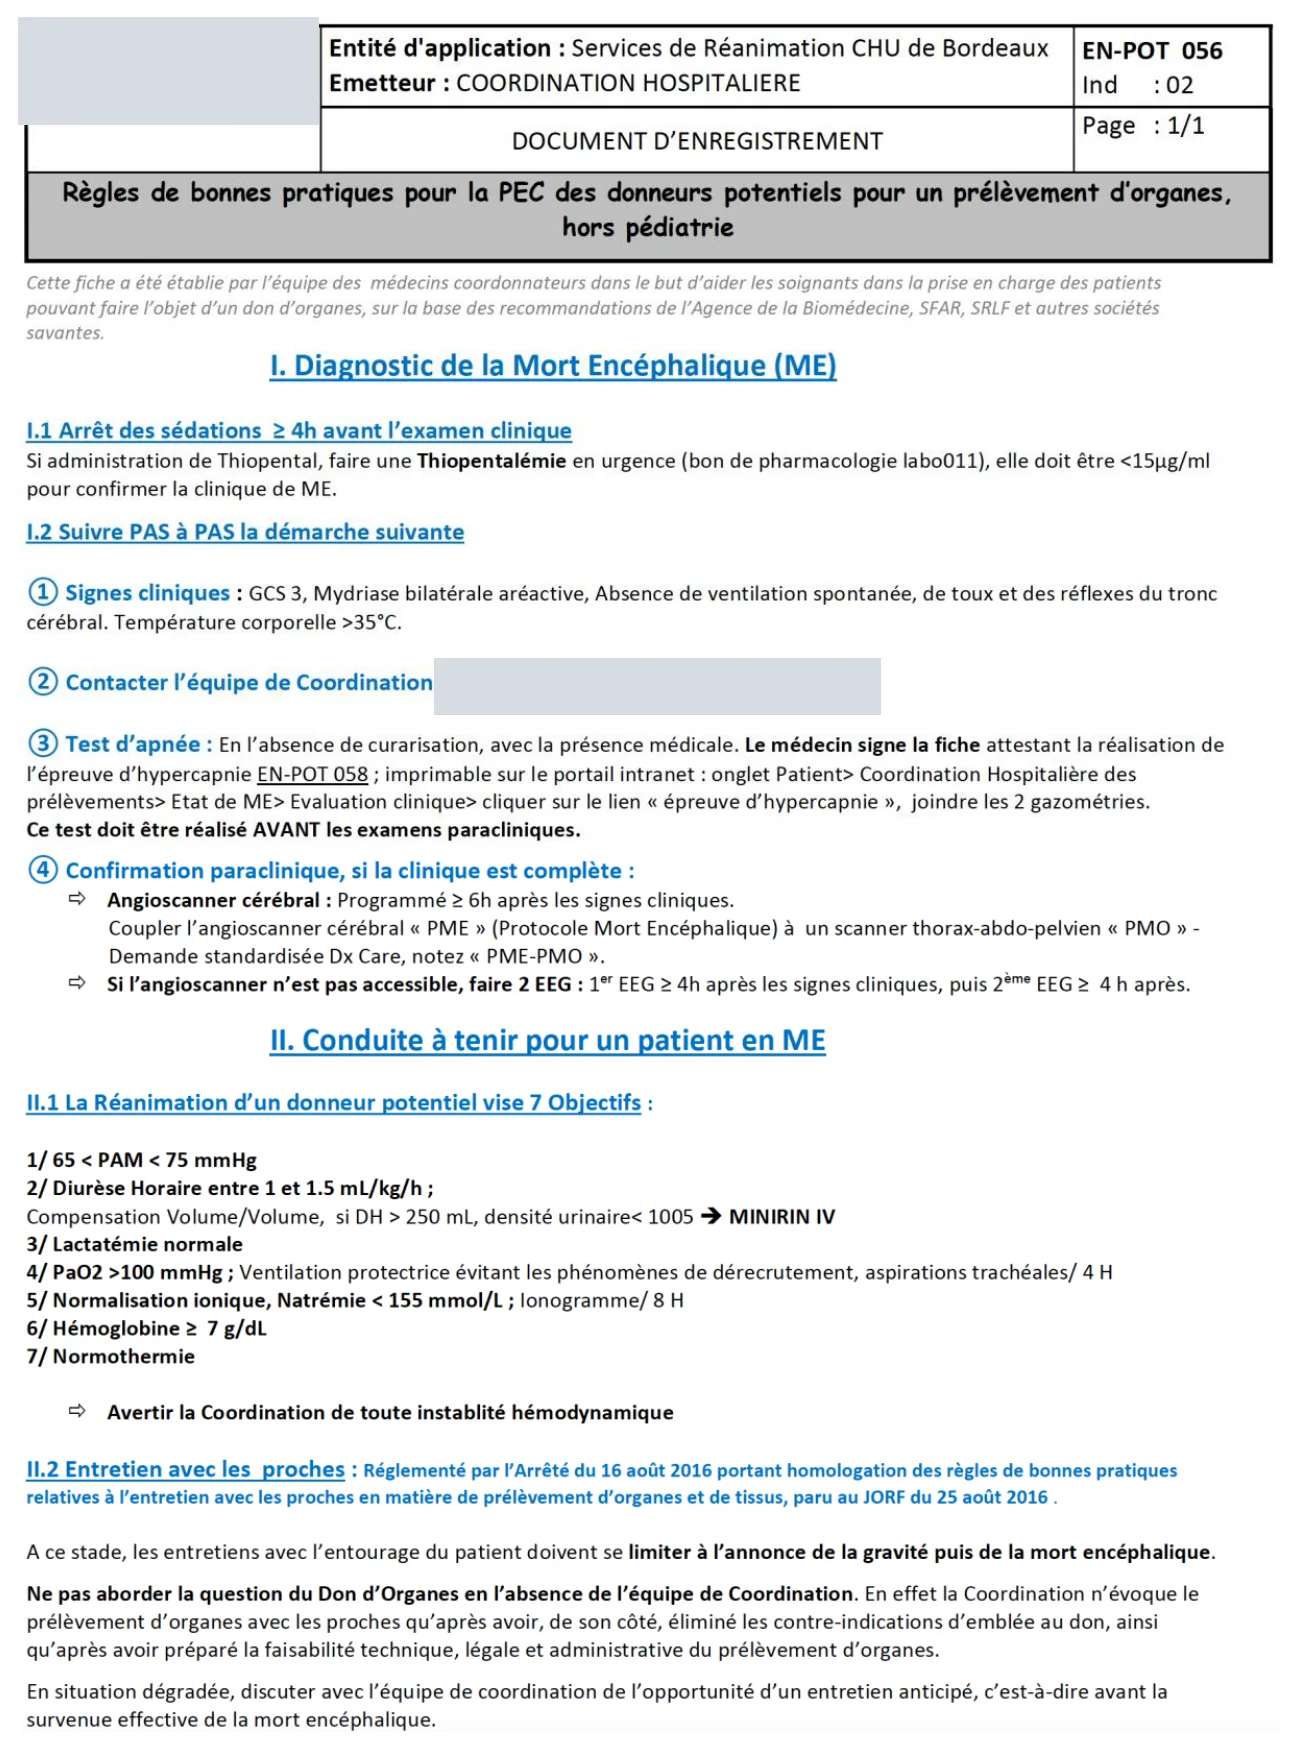 Entité d'application : Services de Réanimation CHU de Bordeaux
Emetteur : COORDINATION HOSPITALIERE
EN-POT 056
Ind : 02
DOCUMENT D’ENREGISTREMENT
Page : 1/1
Règles de bonnes pratiques pour la PEC des donneurs potentiels pour un prélèvement d’organes,
hors pédiatrie
Cette fiche a été établie par l’équipe des médecins coordonnateurs dans le but d’aider les soignants dans la prise en charge des patients
pouvant faire l’objet d’un don d’organes, sur la base des recommandations de l’Agence de la Biomédecine, SFAR, SRLF et autres sociétés
savantes.
I. Diagnostic de la Mort Encéphalique (ME)
I.1 Arrêt des sédations ≥ 4h avant l’examen clinique
Si administration de Thiopental, faire une Thiopentalémie en urgence (bon de pharmacologie labo011), elle doit être <15µg/ml
pour confirmer la clinique de ME.
I.2 Suivre PAS à PAS la démarche suivante
① Signes cliniques : GCS 3, Mydriase bilatérale aréactive, Absence de ventilation spontanée, de toux et des réflexes du tronc
cérébral. Température corporelle >35°C.
② Contacter l’équipe de Coordination
③ Test d’apnée : En l’absence de curarisation, avec la présence médicale. Le médecin signe la fiche attestant la réalisation de
l’épreuve d’hypercapnie EN-POT 058 ; imprimable sur le portail intranet : onglet Patient> Coordination Hospitalière des
prélèvements> Etat de ME> Evaluation clinique> cliquer sur le lien « épreuve d’hypercapnie », joindre les 2 gazométries.
Ce test doit être réalisé AVANT les examens paracliniques.
④ Confirmation paraclinique, si la clinique est complète :
⇨ Angioscanner cérébral : Programmé ≥ 6h après les signes cliniques.
Coupler l’angioscanner cérébral « PME » (Protocole Mort Encéphalique) à un scanner thorax-abdo-pelvien « PMO » -
Demande standardisée Dx Care, notez « PME-PMO ».
⇨ Si l’angioscanner n’est pas accessible, faire 2 EEG : 1er EEG ≥ 4h après les signes cliniques, puis 2ème EEG ≥ 4 h après.
II. Conduite à tenir pour un patient en ME
II.1 La Réanimation d’un donneur potentiel vise 7 Objectifs :
1/ 65 < PAM < 75 mmHg
2/ Diurèse Horaire entre 1 et 1.5 mL/kg/h ;
Compensation Volume/Volume, si DH > 250 mL, densité urinaire< 1005 ➔ MINIRIN IV
3/ Lactatémie normale
4/ PaO2 >100 mmHg ; Ventilation protectrice évitant les phénomènes de dérecrutement, aspirations trachéales/ 4 H
5/ Normalisation ionique, Natrémie < 155 mmol/L ; Ionogramme/ 8 H
6/ Hémoglobine ≥ 7 g/dL
7/ Normothermie
⇨ Avertir la Coordination de toute instablité hémodynamique
II.2 Entretien avec les proches : Réglementé par l’Arrêté du 16 août 2016 portant homologation des règles de bonnes pratiques
relatives à l’entretien avec les proches en matière de prélèvement d’organes et de tissus, paru au JORF du 25 août 2016 .
A ce stade, les entretiens avec l’entourage du patient doivent se limiter à l’annonce de la gravité puis de la mort encéphalique.
Ne pas aborder la question du Don d’Organes en l’absence de l’équipe de Coordination. En effet la Coordination n’évoque le
prélèvement d’organes avec les proches qu’après avoir, de son côté, éliminé les contre-indications d’emblée au don, ainsi
qu’après avoir préparé la faisabilité technique, légale et administrative du prélèvement d’organes.
En situation dégradée, discuter avec l’équipe de coordination de l’opportunité d’un entretien anticipé, c’est-à-dire avant la
survenue effective de la mort encéphalique.